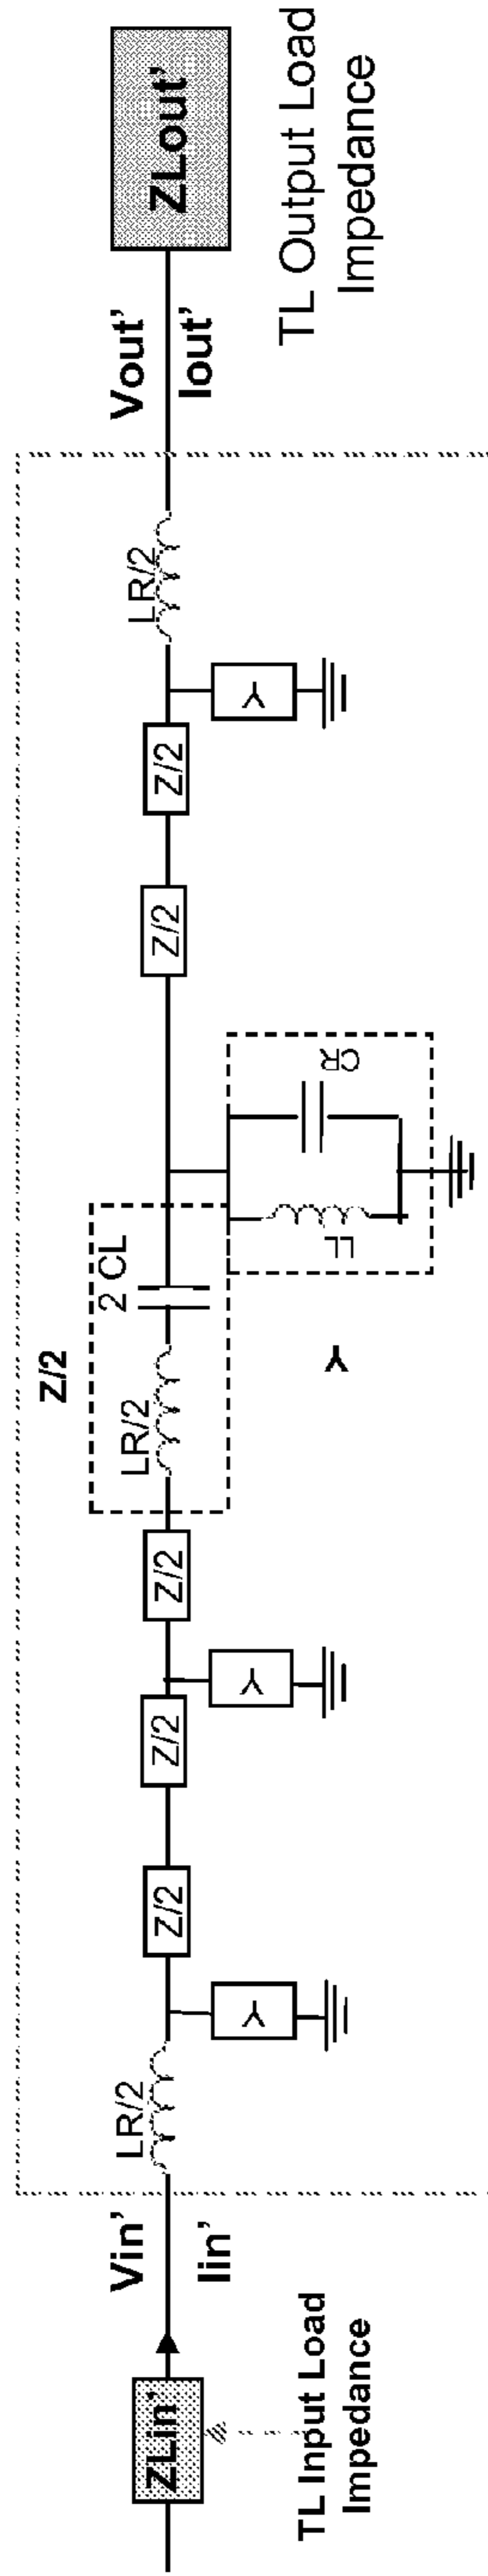 ZLin'
TL Input Load
Impedance
Vin'
Iin'
LR/2
Y
Z/2
Z/2
Y
Z/2
Z/2
LR/2
2 CL
LL
CR
Y
Z/2
Z/2
Y
LR/2
Vout'
Iout'
ZLout'
TL Output Load
Impedance